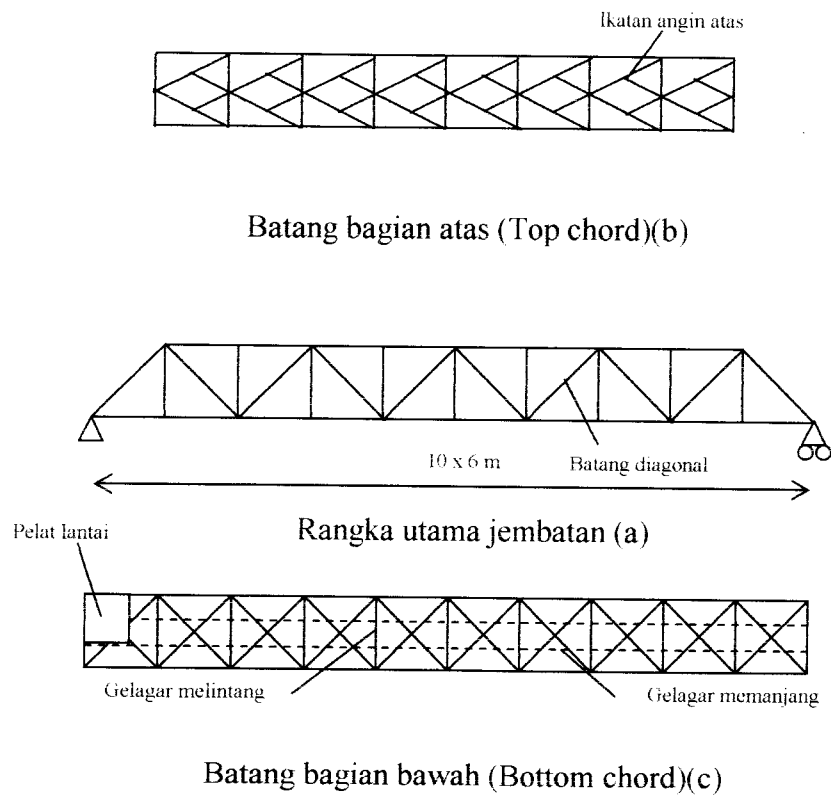 Ikatan angin atas
Batang bagian atas (Top chord)(b)
10 x 6 m
Batang diagonal
Rangka utama jembatan (a)
Pelat lantai
Gelagar melintang
Gelagar memanjang
Batang bagian bawah (Bottom chord)(c)